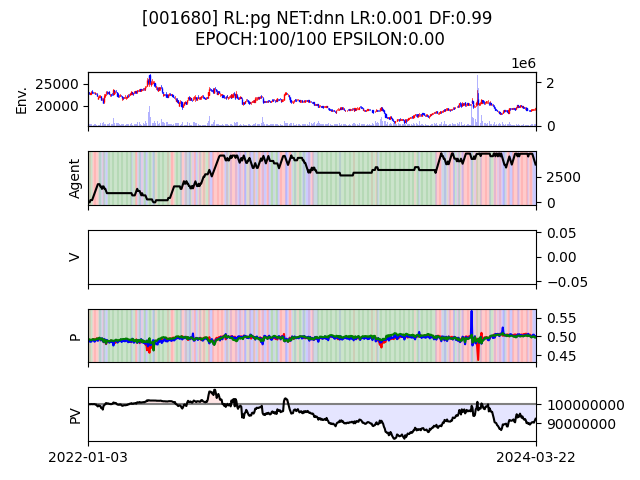 [001680] RL:pg NET:dnn LR:0.001 DF:0.99
EPOCH:100/100 EPSILON:0.00
1e6
Env.
25000
20000
2
0
Agent
2500
0
V
0.05
0.00
−0.05
P
0.55
0.50
0.45
PV
100000000
90000000
2022-01-03
2024-03-22